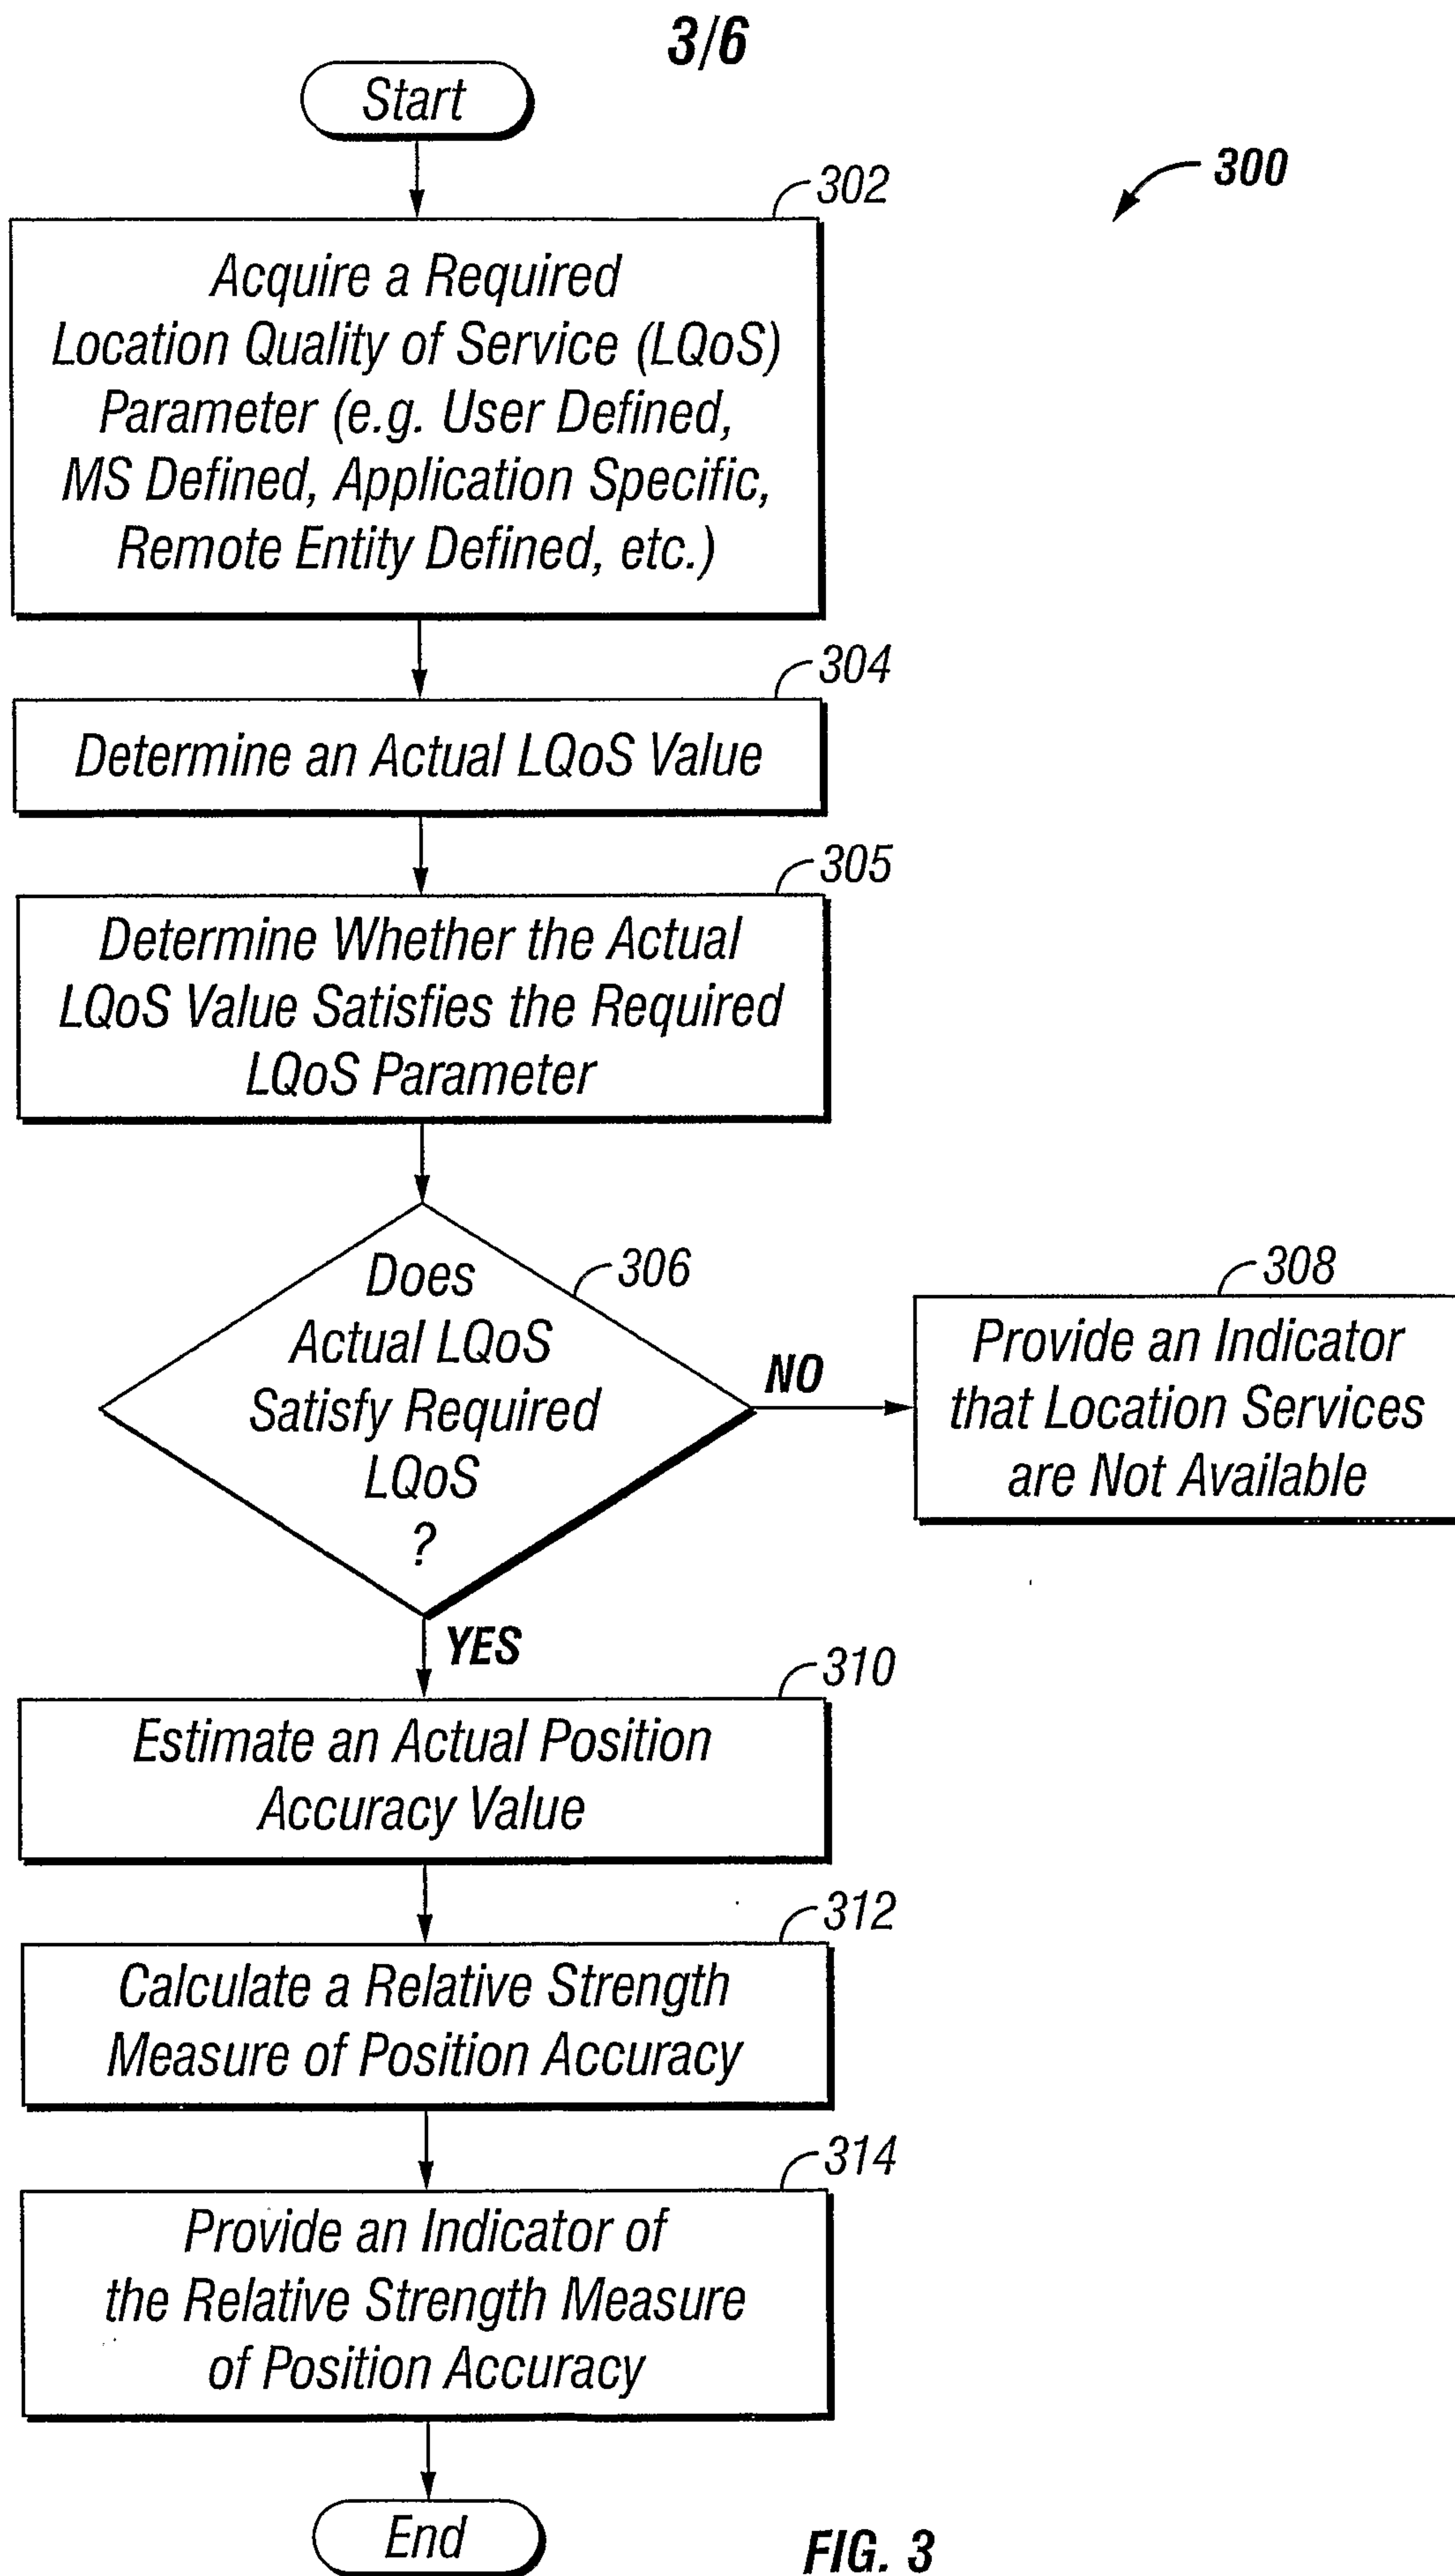 3/6
Start
300
302
Acquire a Required
Location Quality of Service (LQoS)
Parameter (e.g. User Defined,
MS Defined, Application Specific,
Remote Entity Defined, etc.)
304
Determine an Actual LQoS Value
305
Determine Whether the Actual
LQoS Value Satisfies the Required
LQoS Parameter
306
Does
Actual LQoS
Satisfy Required
LQoS
?
NO
308
Provide an Indicator
that Location Services
are Not Available
YES
310
Estimate an Actual Position
Accuracy Value
312
Calculate a Relative Strength
Measure of Position Accuracy
314
Provide an Indicator of
the Relative Strength Measure
of Position Accuracy
End
FIG. 3